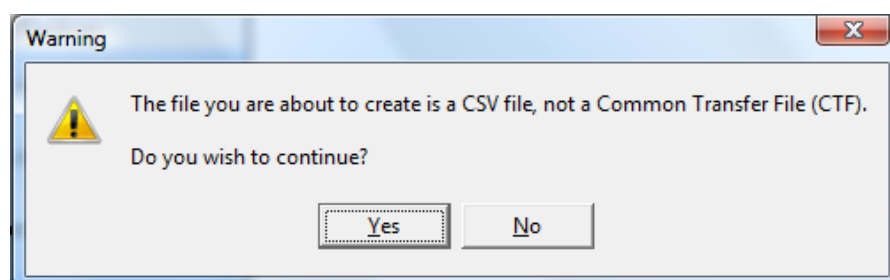 Warning
The file you are about to create is a CSV file, not a Common Transfer File (CTF).
Do you wish to continue?
Yes
No